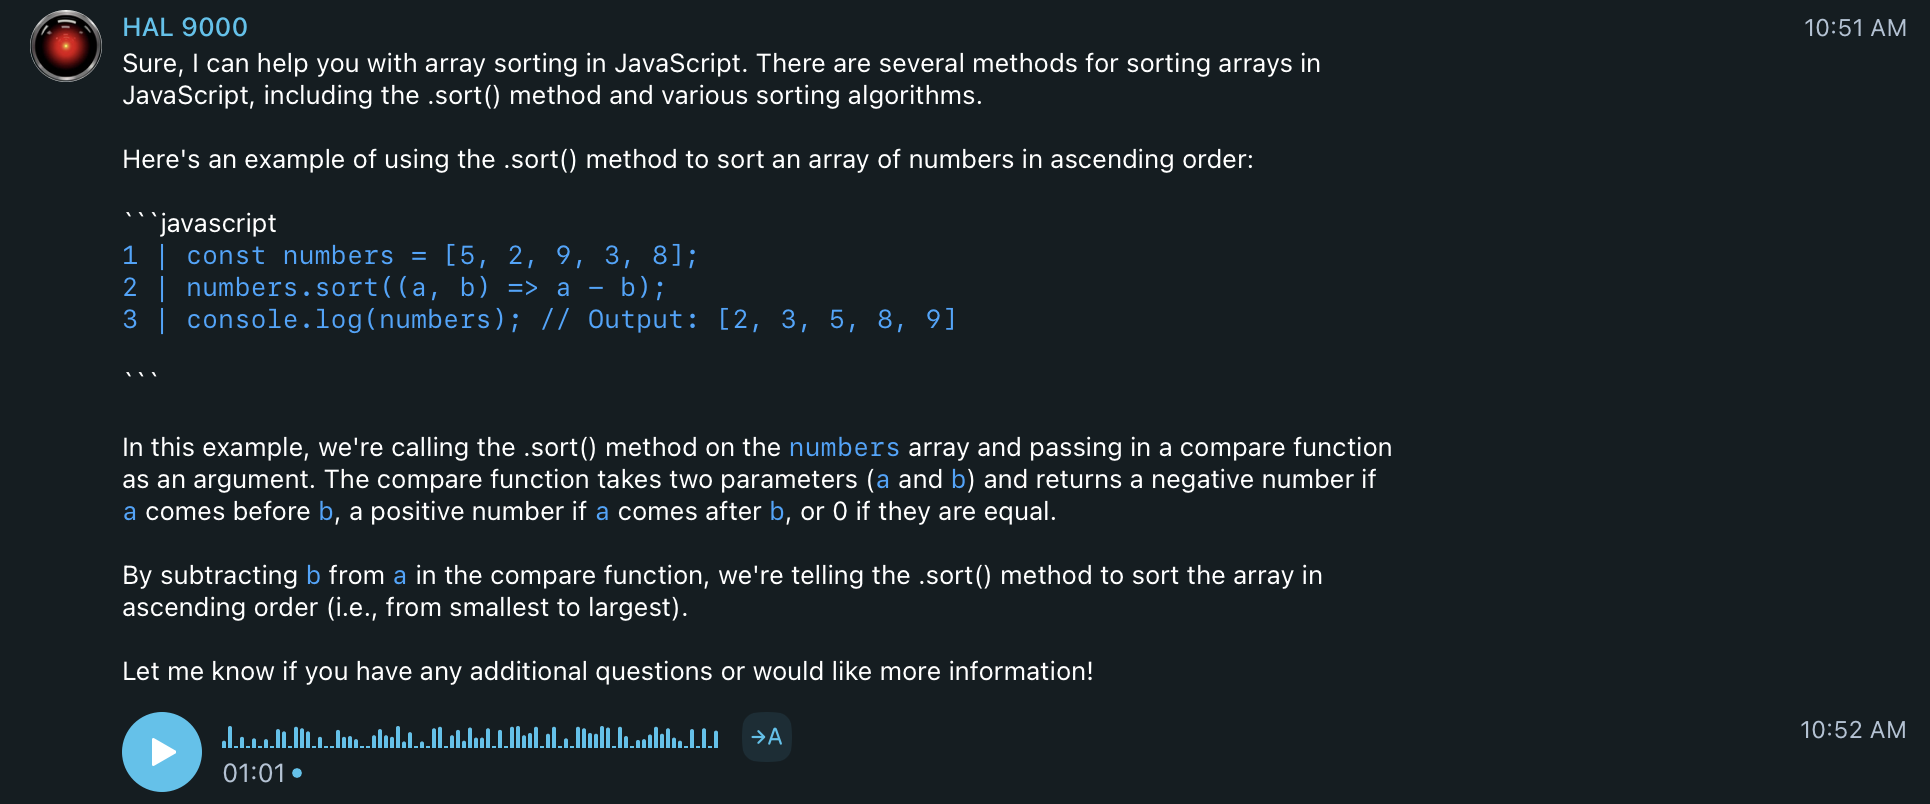 HAL 9000
10:51 AM
Sure, I can help you with array sorting in JavaScript. There are several methods for sorting arrays in
JavaScript, including the .sort() method and various sorting algorithms.
Here's an example of using the .sort() method to sort an array of numbers in ascending order:
```javascript
1 | const numbers = [5, 2, 9, 3, 8];
2 | numbers.sort((a, b) => a - b);
3 | console.log(numbers); // Output: [2, 3, 5, 8, 9]
```
In this example, we're calling the .sort() method on the numbers array and passing in a compare function
as an argument. The compare function takes two parameters (a and b) and returns a negative number if
a comes before b, a positive number if a comes after b, or 0 if they are equal.
By subtracting b from a in the compare function, we're telling the .sort() method to sort the array in
ascending order (i.e., from smallest to largest).
Let me know if you have any additional questions or would like more information!
→A
10:52 AM
01:01